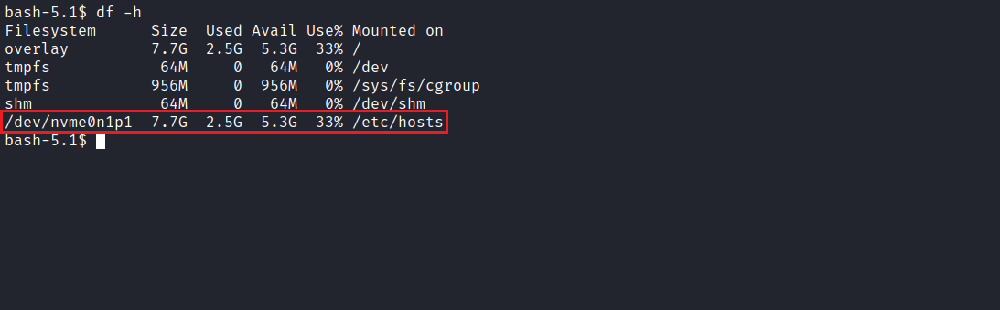 bash-5.1$ df -h
Filesystem      Size  Used Avail Use% Mounted on
overlay         7.7G  2.5G  5.3G  33% /
tmpfs            64M     0   64M   0% /dev
tmpfs           956M     0  956M   0% /sys/fs/cgroup
shm              64M     0   64M   0% /dev/shm
/dev/nvme0n1p1  7.7G  2.5G  5.3G  33% /etc/hosts
bash-5.1$